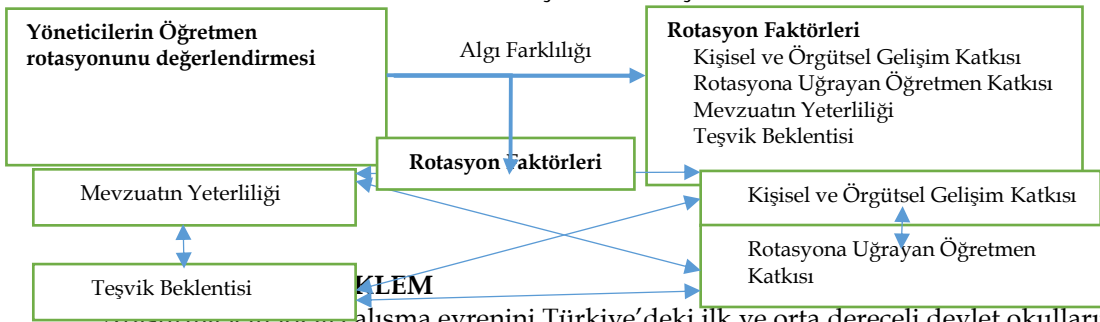 Yöneticilerin Öğretmen
rotasyonunu değerlendirmesi
Algı Farklılığı
Rotasyon Faktörleri
Kişisel ve Örgütsel Gelişim Katkısı
Rotasyona Uğrayan Öğretmen Katkısı
Mevzuatın Yeterliliği
Teşvik Beklentisi
Rotasyon Faktörleri
Mevzuatın Yeterliliği
Kişisel ve Örgütsel Gelişim Katkısı
Rotasyona Uğrayan Öğretmen
Katkısı
Teşvik Beklentisi
KLEM
evrenini Türkiye’deki ilk ve orta dereceli devlet okulları